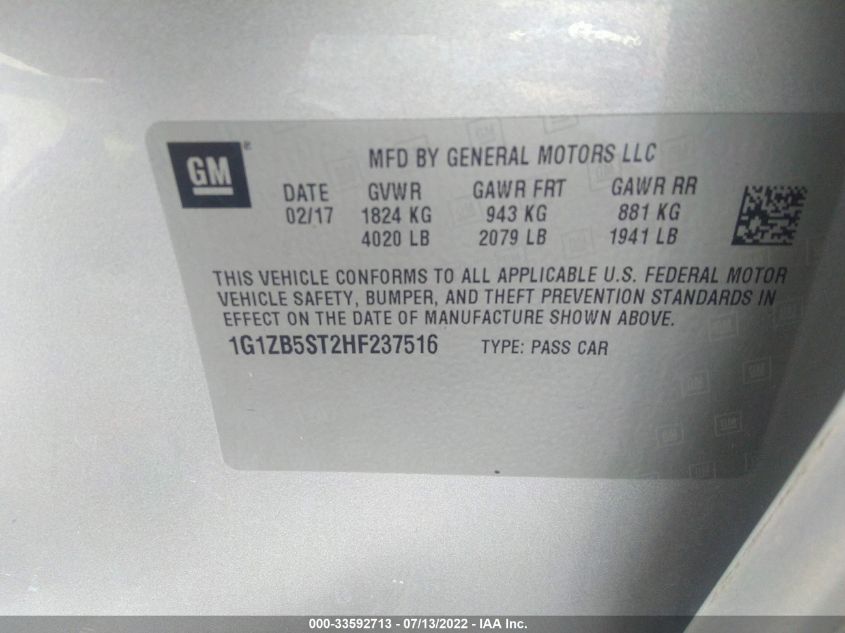 GM
MFD BY GENERAL MOTORS LLC
DATE GVWR GAWR FRT GAWR RR
02/17 1824 KG 943 KG 881 KG
4020 LB 2079 LB 1941 LB
THIS VEHICLE CONFORMS TO ALL APPLICABLE U.S. FEDERAL MOTOR
VEHICLE SAFETY, BUMPER, AND THEFT PREVENTION STANDARDS IN
EFFECT ON THE DATE OF MANUFACTURE SHOWN ABOVE.
1G1ZB5ST2HF237516 TYPE: PASS CAR
000-33592713 - 07/13/2022 - IAA Inc.